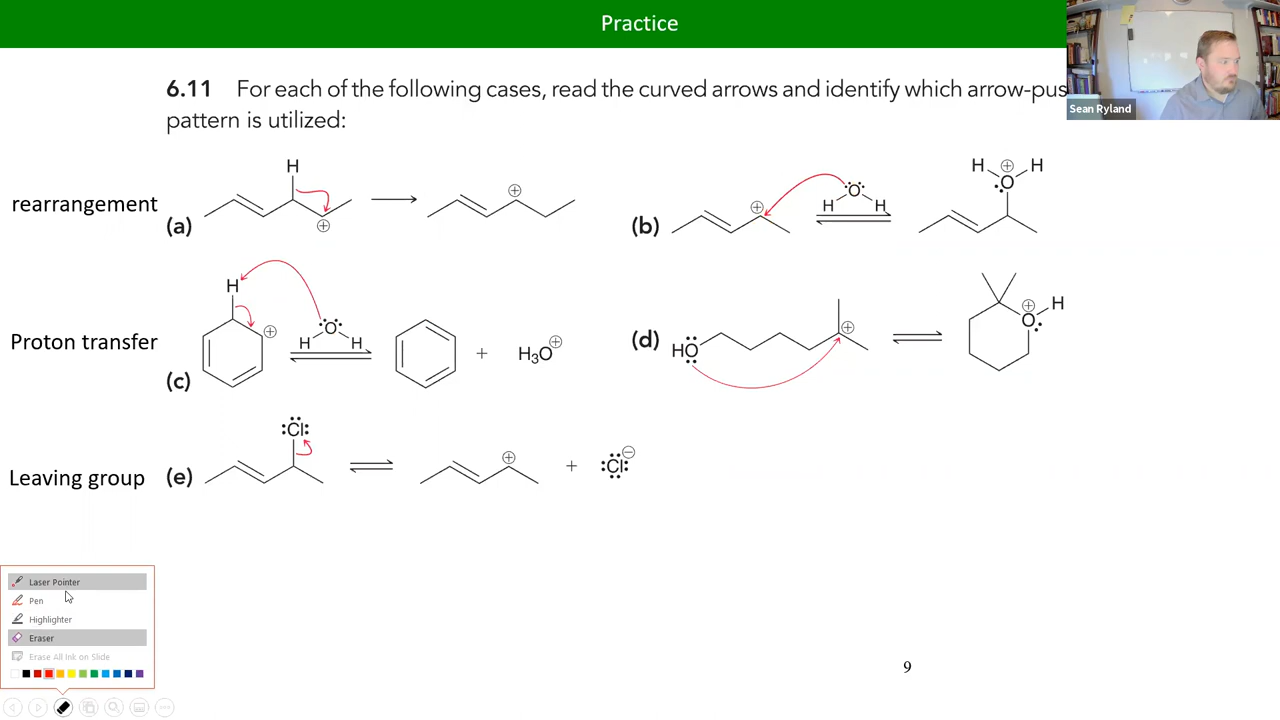 Practice
6.11 For each of the following cases, read the curved arrows and identify which arrow-pus
pattern is utilized:
Sean Ryland
rearrangement
(a)
H
⊕
⊕
(b)
⊕
O
H H
H ⊕ H
O
Proton transfer
(c)
H
⊕
O
H H
+
H₃O⊕
(d)
HO
⊕
⊕ H
O
Leaving group
(e)
Cl
⊕
+
Cl⊖
Laser Pointer
Pen
Highlighter
Eraser
Erase All Ink on Slide
9